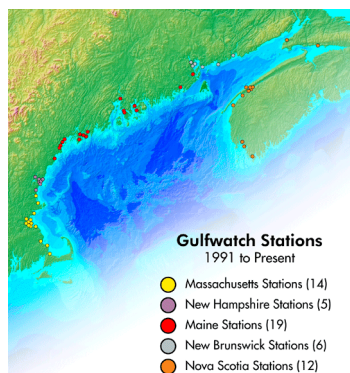 Gulfwatch Stations
1991 to Present
Massachusetts Stations (14)
New Hampshire Stations (5)
Maine Stations (19)
New Brunswick Stations (6)
Nova Scotia Stations (12)